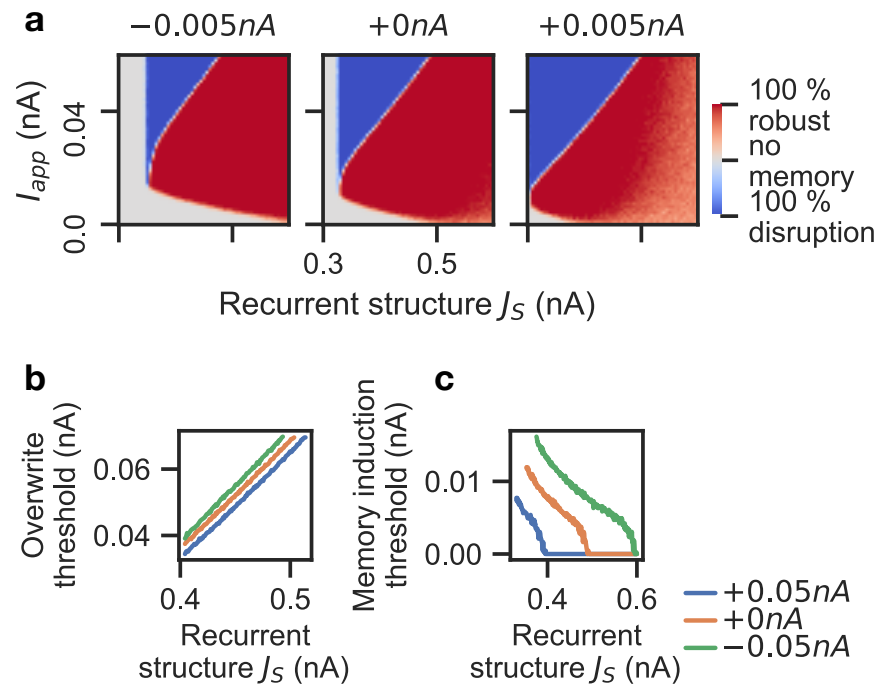 a
−0.005nA
+0nA
+0.005nA
I_app (nA)
0.04
0.0
0.3
0.5
Recurrent structure J_S (nA)
100 %
robust
no
memory
100 %
disruption
b
Overwrite
threshold (nA)
0.06
0.04
0.4
0.5
Recurrent
structure J_S (nA)
c
Memory induction
threshold (nA)
0.01
0.00
0.4
0.6
Recurrent
structure J_S (nA)
+0.05nA
+0nA
−0.05nA